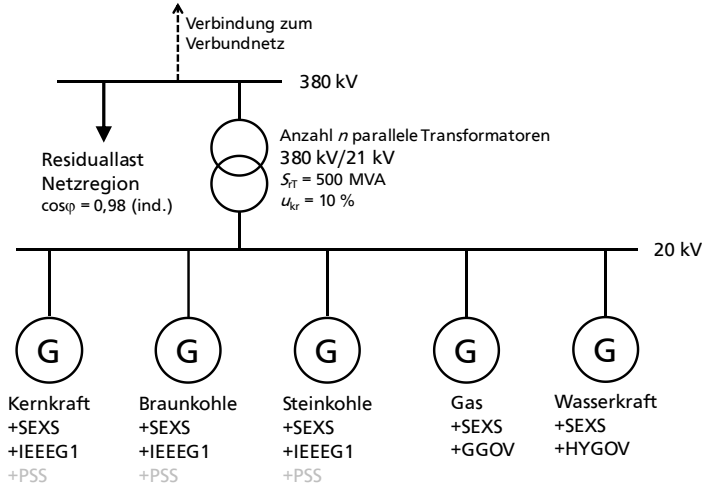 Verbindung zum
Verbundnetz
380 kV
Anzahl n parallele Transformatoren
380 kV/21 kV
SrT = 500 MVA
ukr = 10 %
Residuallast
Netzregion
cosφ = 0,98 (ind.)
20 kV
G G G G G
Kernkraft Braunkohle Steinkohle Gas Wasserkraft
+SEXS +SEXS +SEXS +SEXS +SEXS
+IEEEG1 +IEEEG1 +IEEEG1 +GGOV +HYGOV
+PSS +PSS +PSS